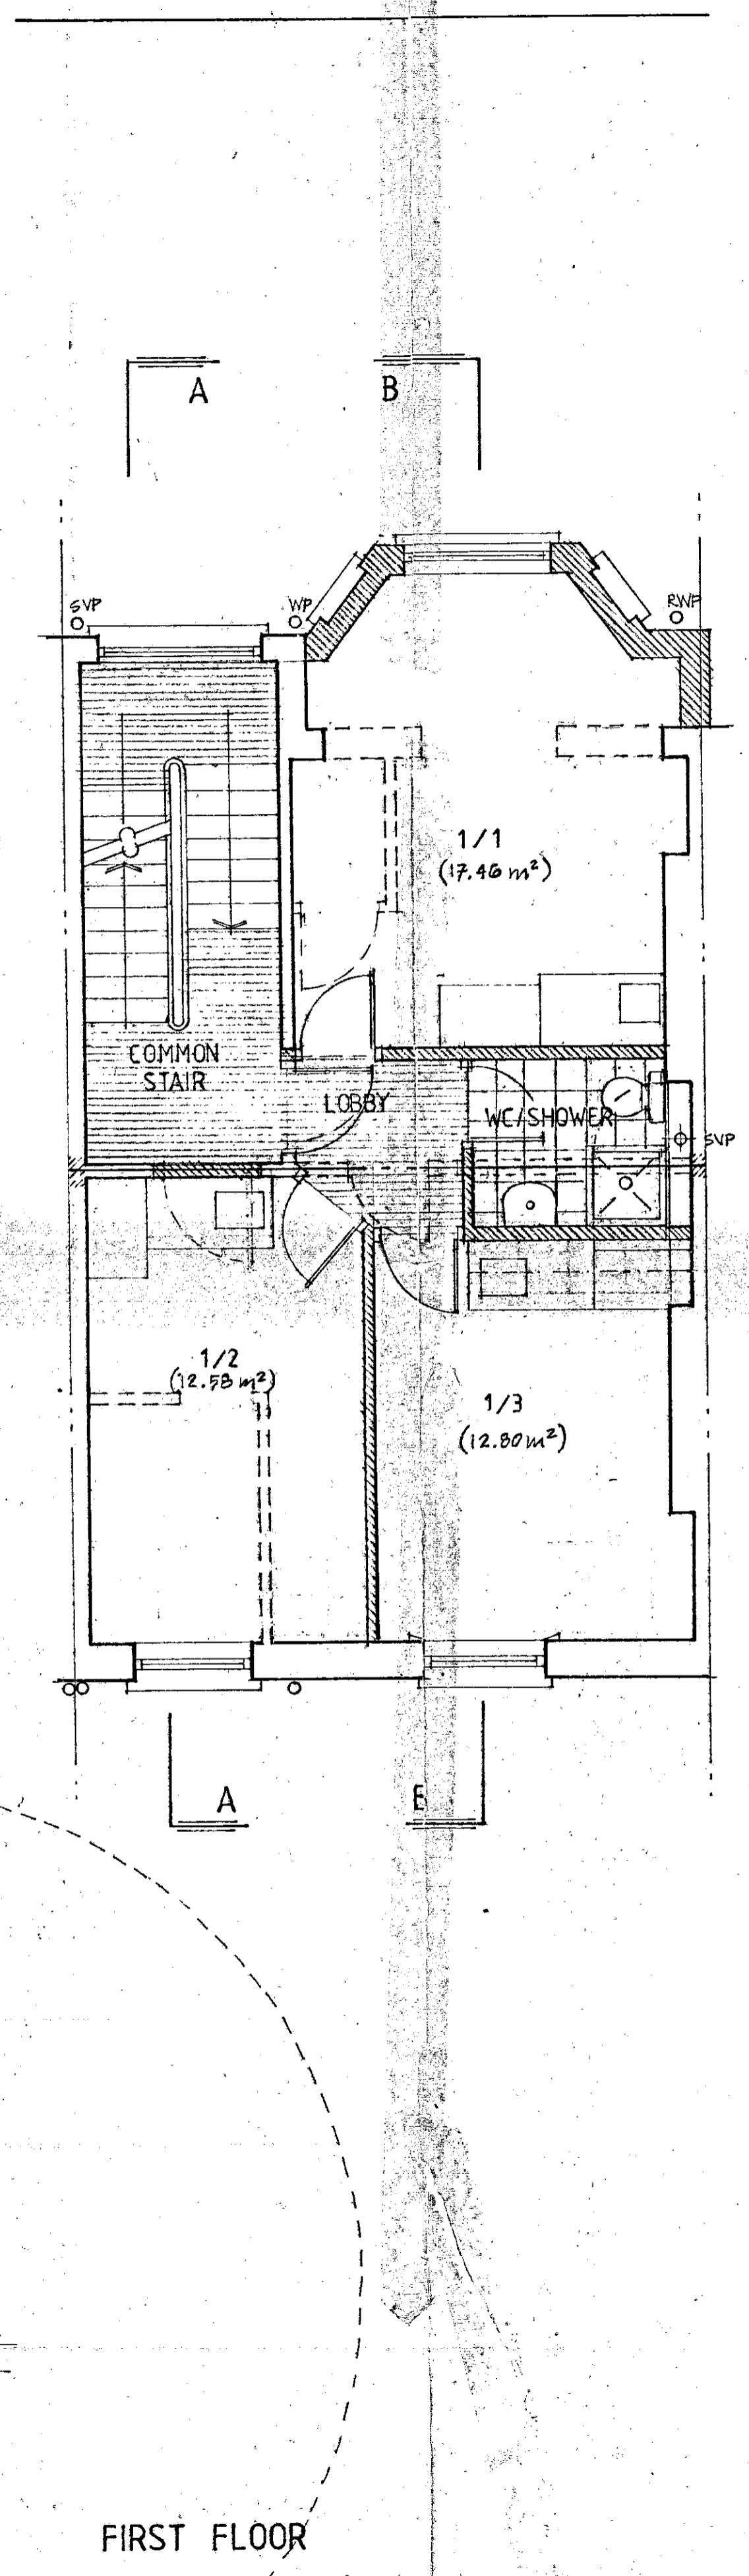 A B
SVP WP RWP
1/1
(17.46 m²)
COMMON
STAIR
LOBBY
WC/SHOWER
SVP
1/2
(12.58 m²)
1/3
(12.80 m²)
A B
FIRST FLOOR